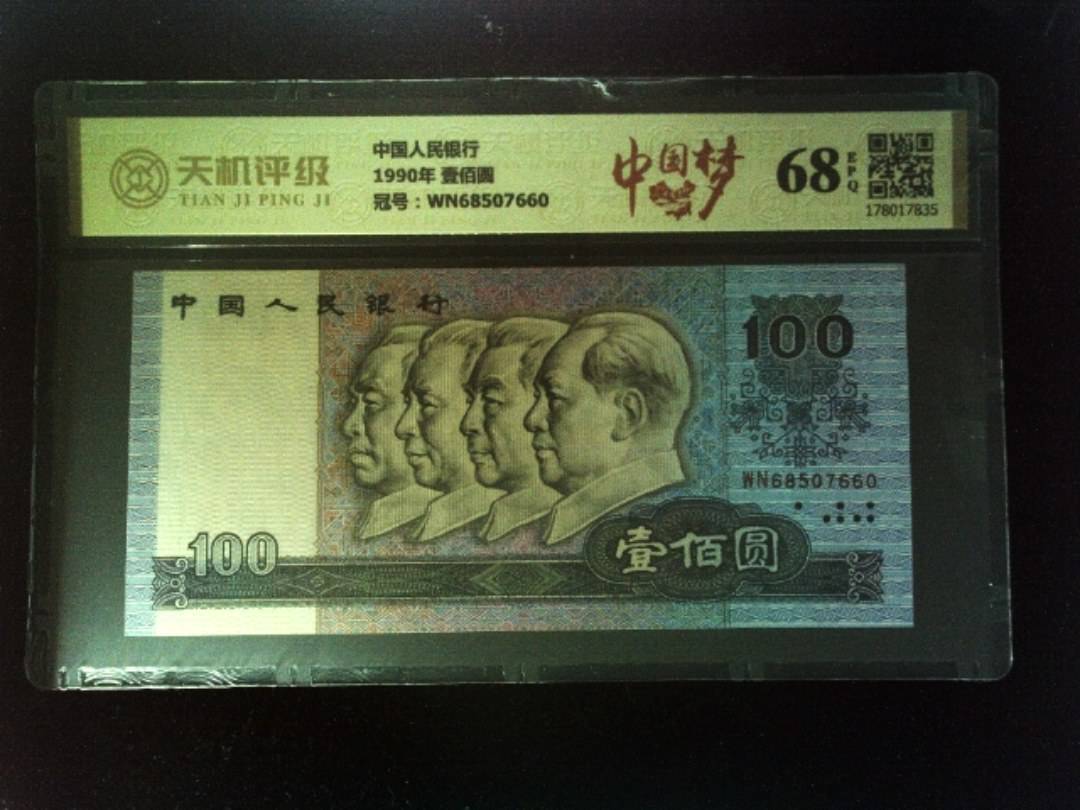 天机评级
TIAN JI PING JI
中国人民银行
1990年 壹佰圆
冠号：WN68507660
中国梦
68
EPQ
178017835
中国人民银行
100
WN68507660
100
壹佰圆